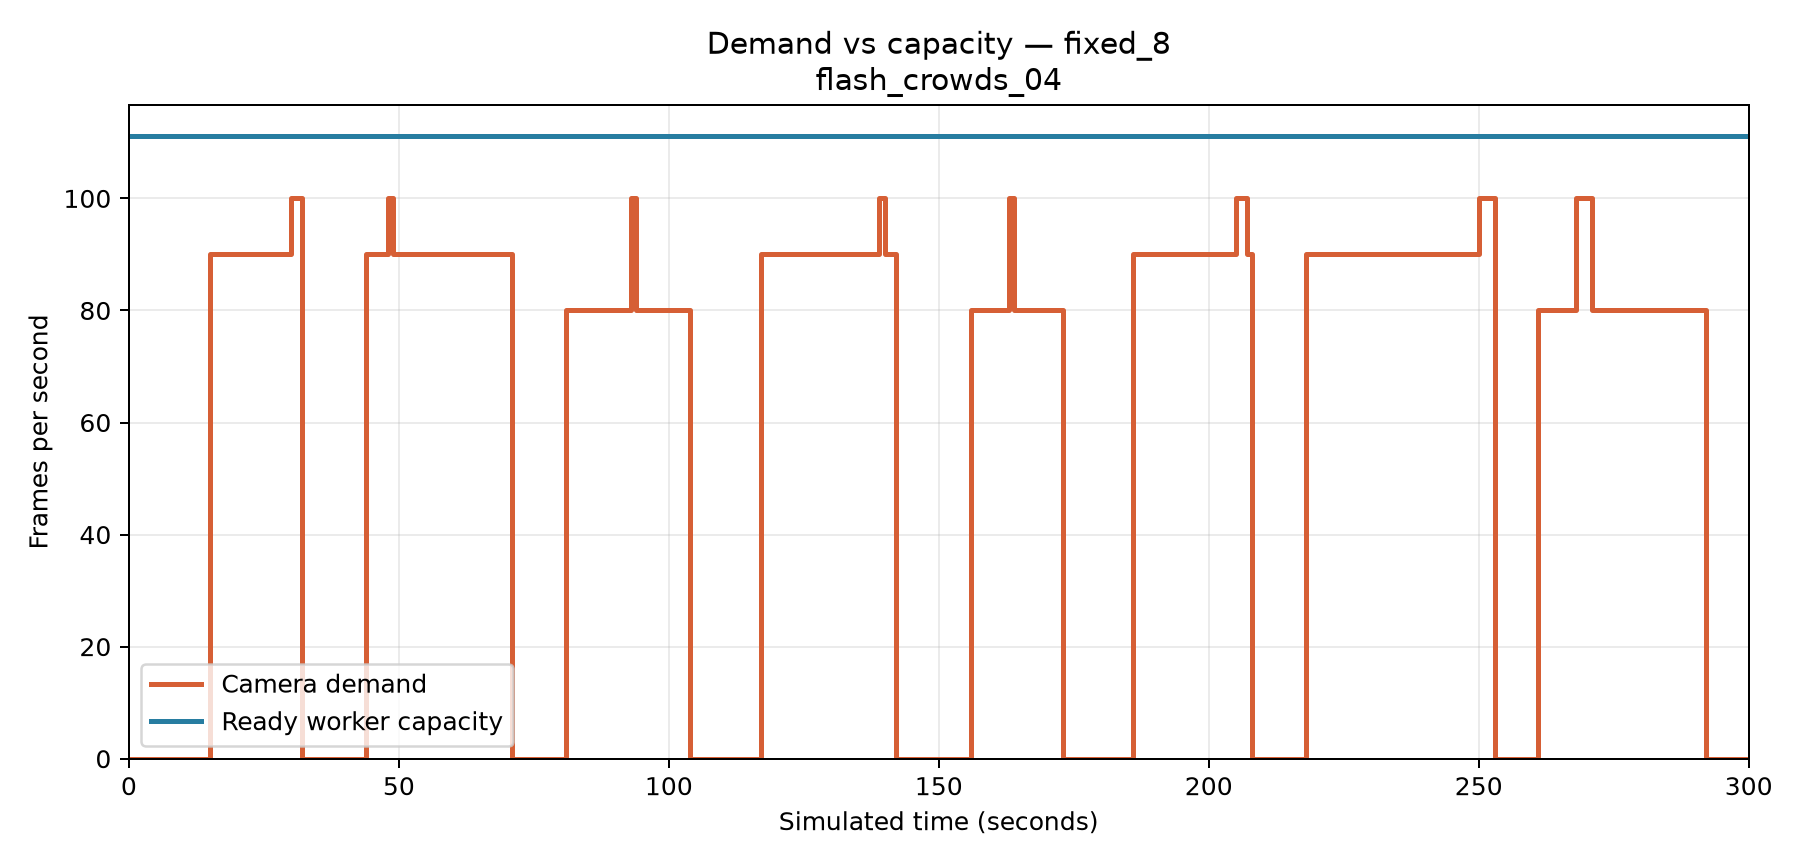 Demand vs capacity — fixed_8
flash_crowds_04
Frames per second
100
80
60
40
20
0
Camera demand
Ready worker capacity
0 50 100 150 200 250 300
Simulated time (seconds)